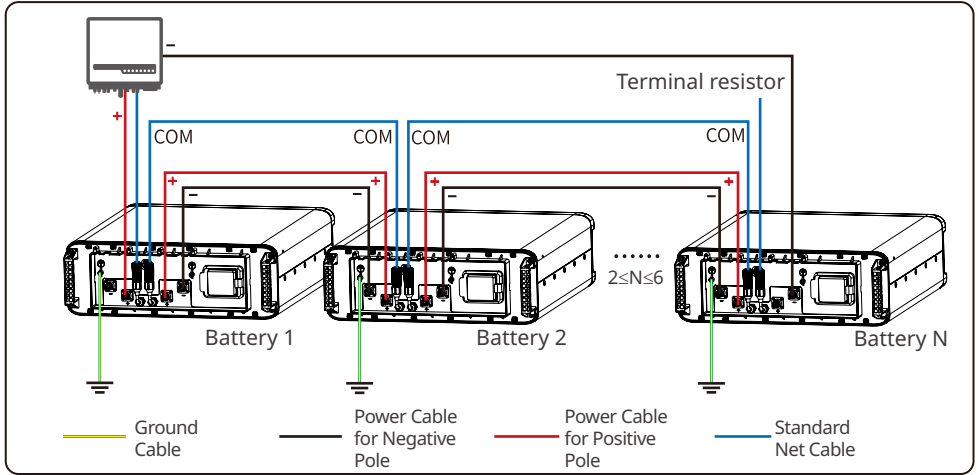 −
Terminal resistor
+
COM
COM
COM
COM
+
−
−
+
+
−
−
+
......
2≤N≤6
Battery 1
Battery 2
Battery N
Ground
Cable
Power Cable
for Negative
Pole
Power Cable
for Positive
Pole
Standard
Net Cable